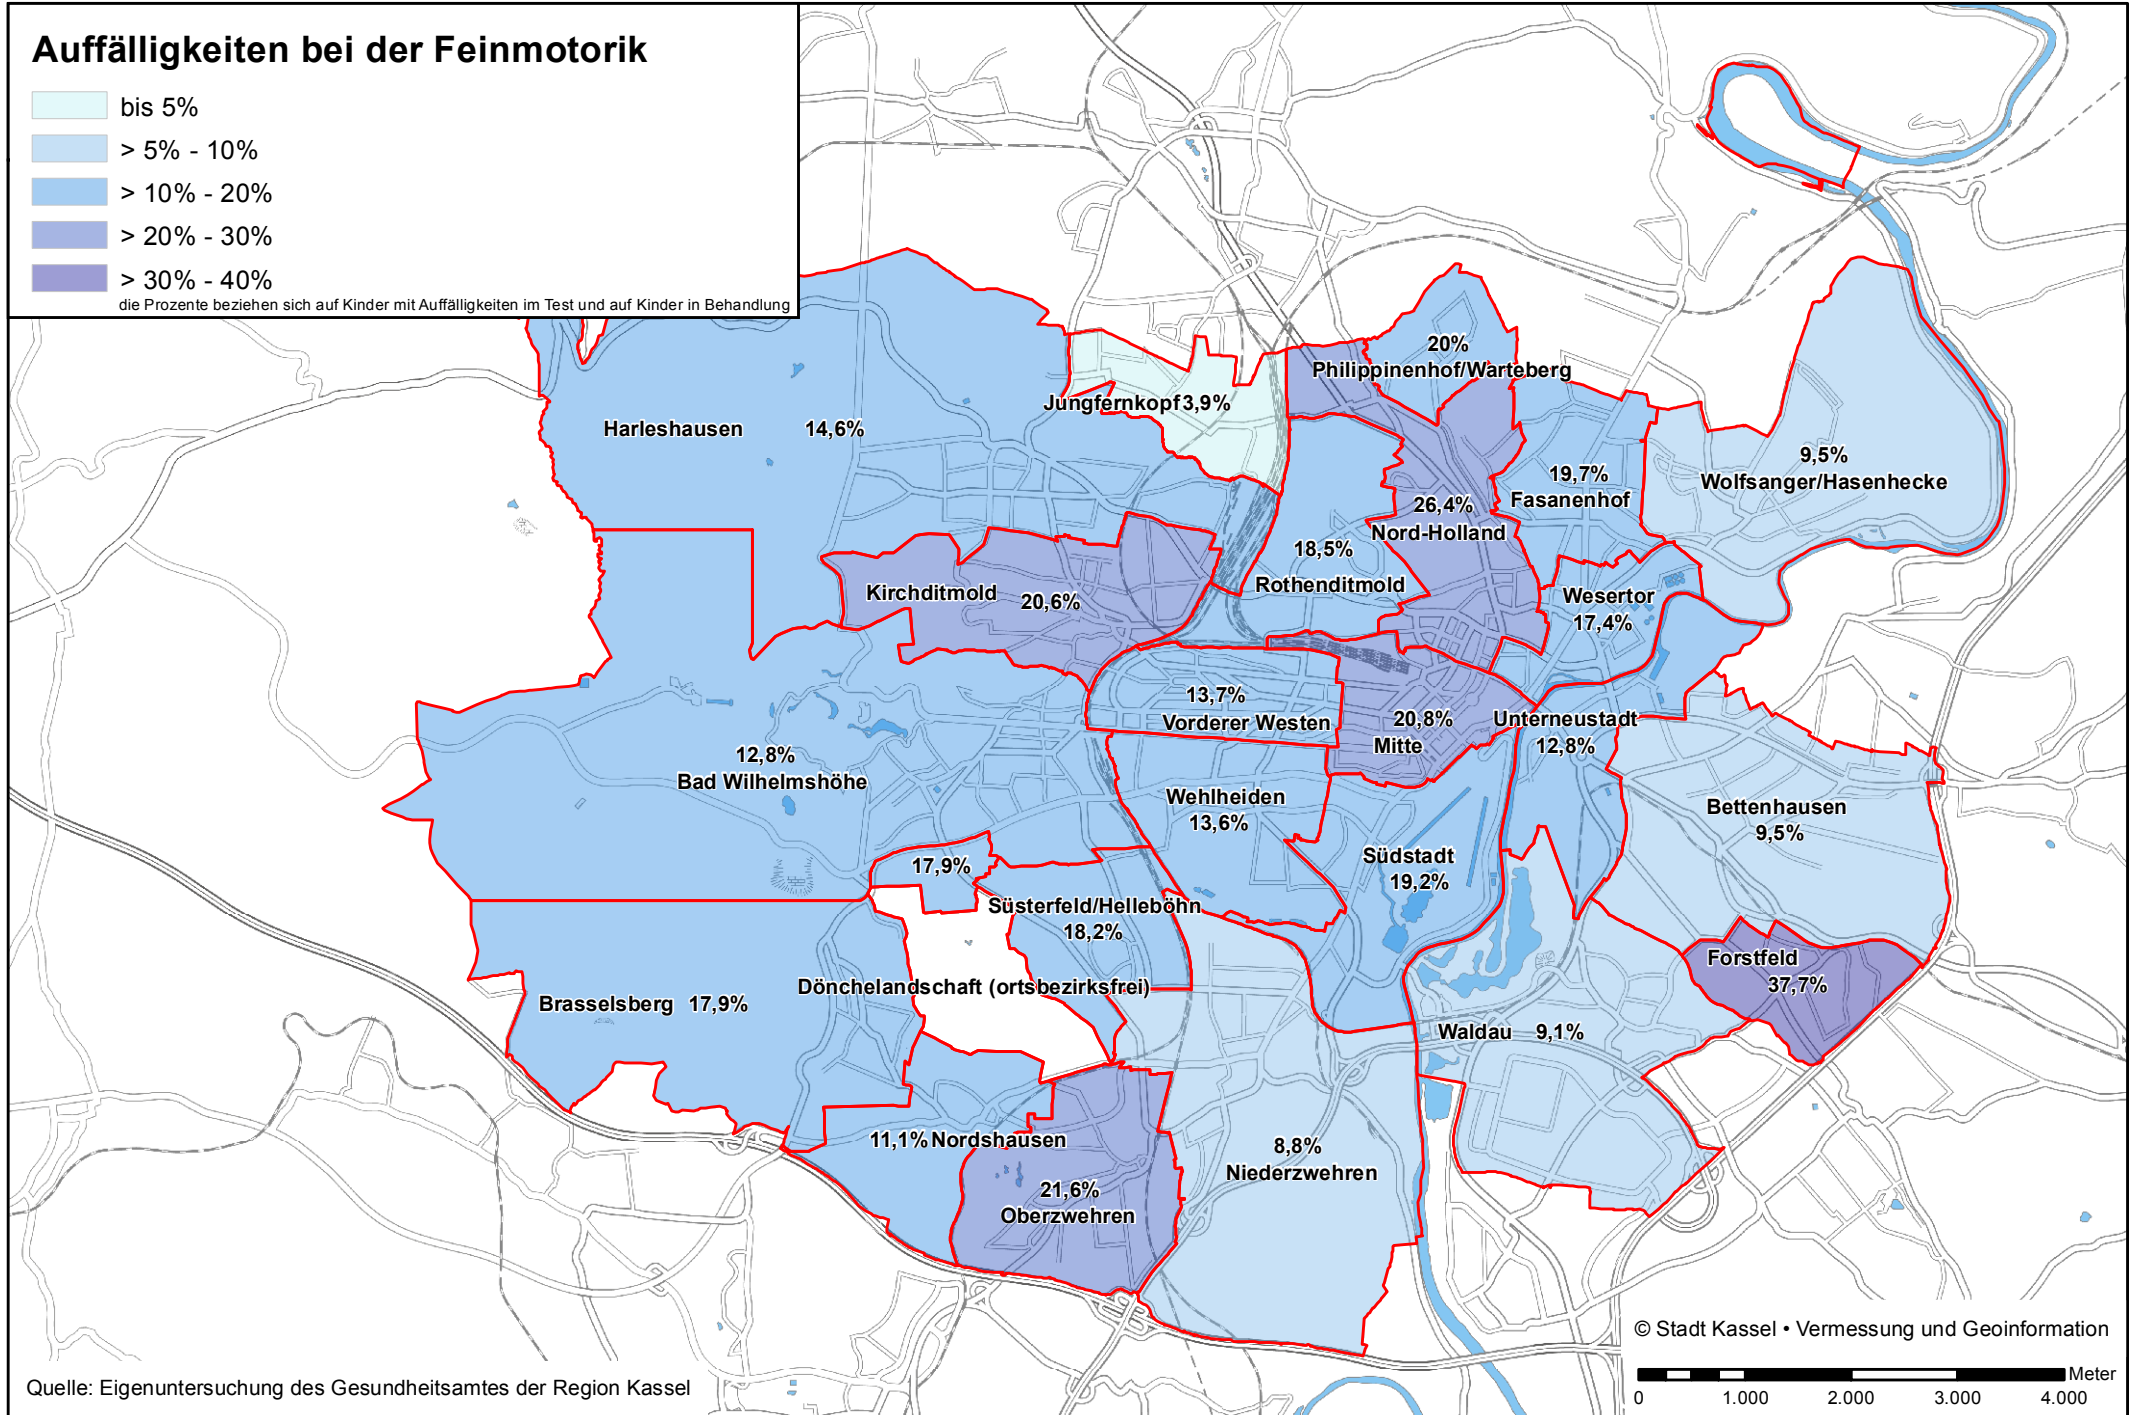 Auffälligkeiten bei der Feinmotorik
bis 5%
> 5% - 10%
> 10% - 20%
> 20% - 30%
> 30% - 40%
die Prozente beziehen sich auf Kinder mit Auffälligkeiten im Test und auf Kinder in Behandlung
20%
Philippinenhof/Warteberg
Jungfernkopf 3,9%
Harleshausen 14,6%
9,5%
Wolfsanger/Hasenhecke
19,7%
Fasanenhof
26,4%
Nord-Holland
18,5%
Rothenditmold
Kirchditmold 20,6%
Wesertor
17,4%
13,7%
Vorderer Westen
20,8%
Mitte
Unterneustadt
12,8%
12,8%
Bad Wilhelmshöhe
Wehlheiden
13,6%
Bettenhausen
9,5%
Südstadt
19,2%
17,9%
Süsterfeld/Helleböhn
18,2%
Forstfeld
37,7%
Dönchelandschaft (ortsbezirksfrei)
Brasselsberg 17,9%
Waldau 9,1%
11,1% Nordshausen
8,8%
Niederzwehren
21,6%
Oberzwehren
© Stadt Kassel • Vermessung und Geoinformation
Meter
0 1.000 2.000 3.000 4.000
Quelle: Eigenuntersuchung des Gesundheitsamtes der Region Kassel